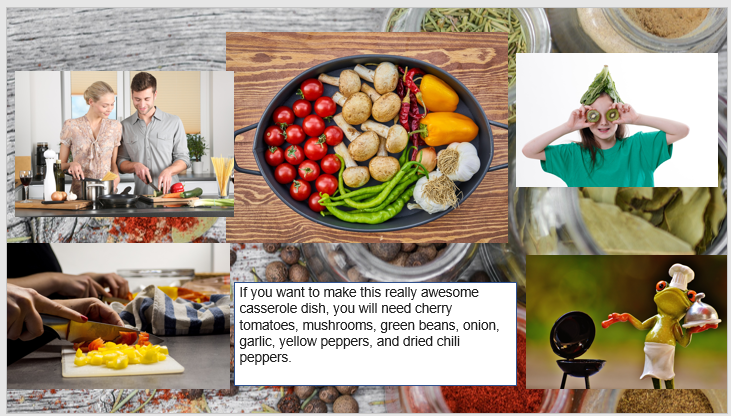 If you want to make this really awesome
casserole dish, you will need cherry
tomatoes, mushrooms, green beans, onion,
garlic, yellow peppers, and dried chili
peppers.